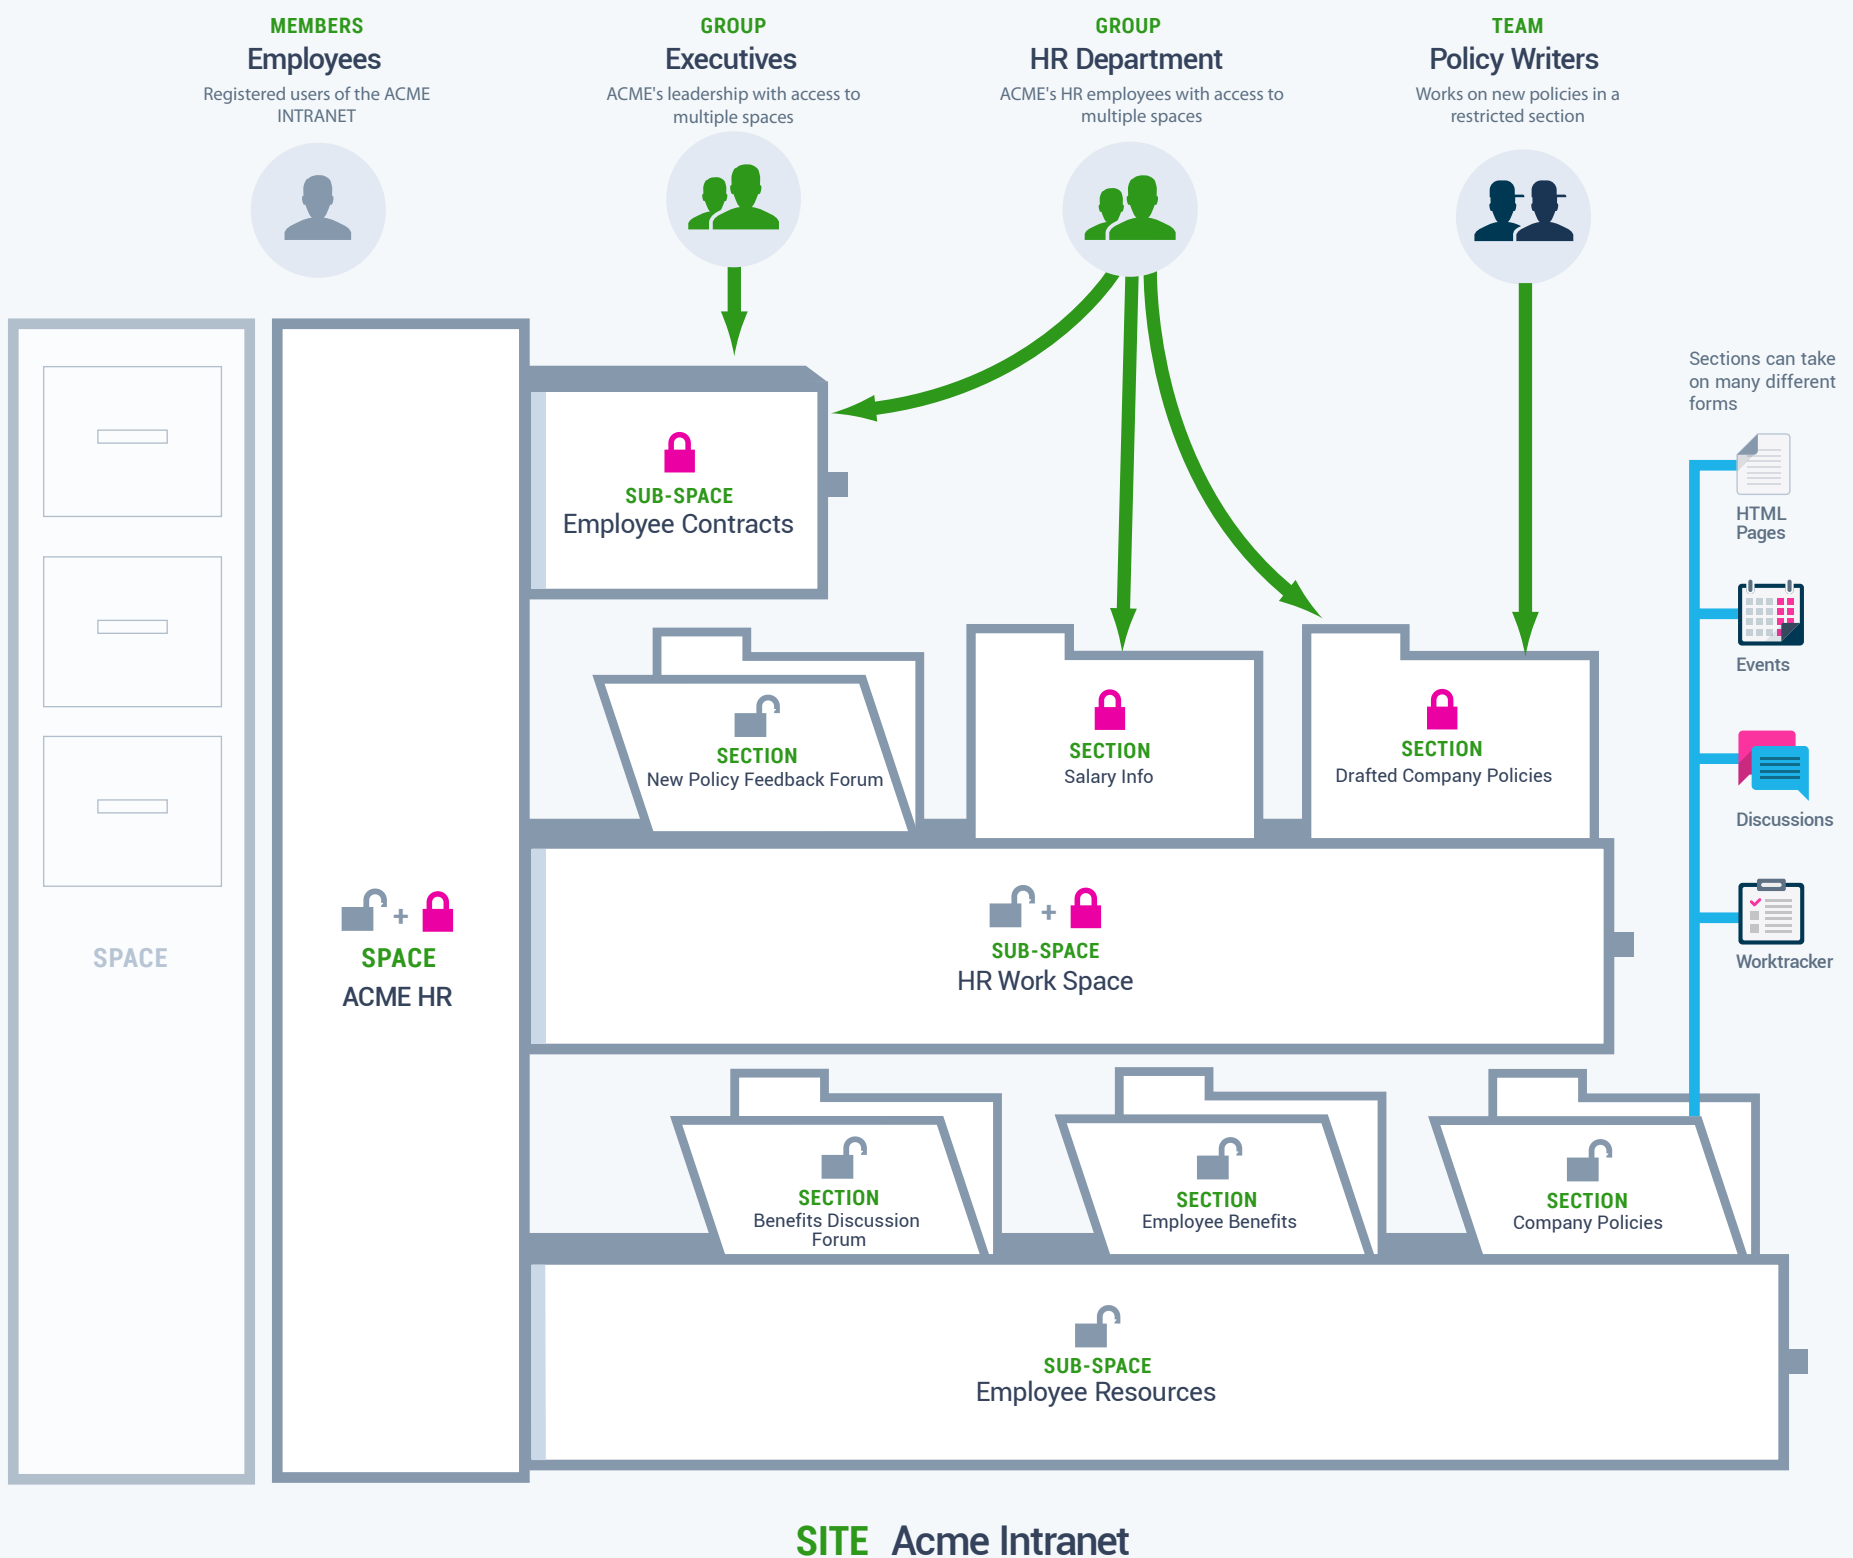 MEMBERS
Employees
Registered users of the ACME
INTRANET
GROUP
Executives
ACME's leadership with access to
multiple spaces
GROUP
HR Department
ACME's HR employees with access to
multiple spaces
TEAM
Policy Writers
Works on new policies in a
restricted section
Sections can take
on many different
forms
HTML
Pages
Events
Discussions
Worktracker
SUB-SPACE
Employee Contracts
SECTION
New Policy Feedback Forum
SECTION
Salary Info
SECTION
Drafted Company Policies
SPACE
+
SPACE
ACME HR
+
SUB-SPACE
HR Work Space
SECTION
Benefits Discussion
Forum
SECTION
Employee Benefits
SECTION
Company Policies
SUB-SPACE
Employee Resources
SITE Acme Intranet